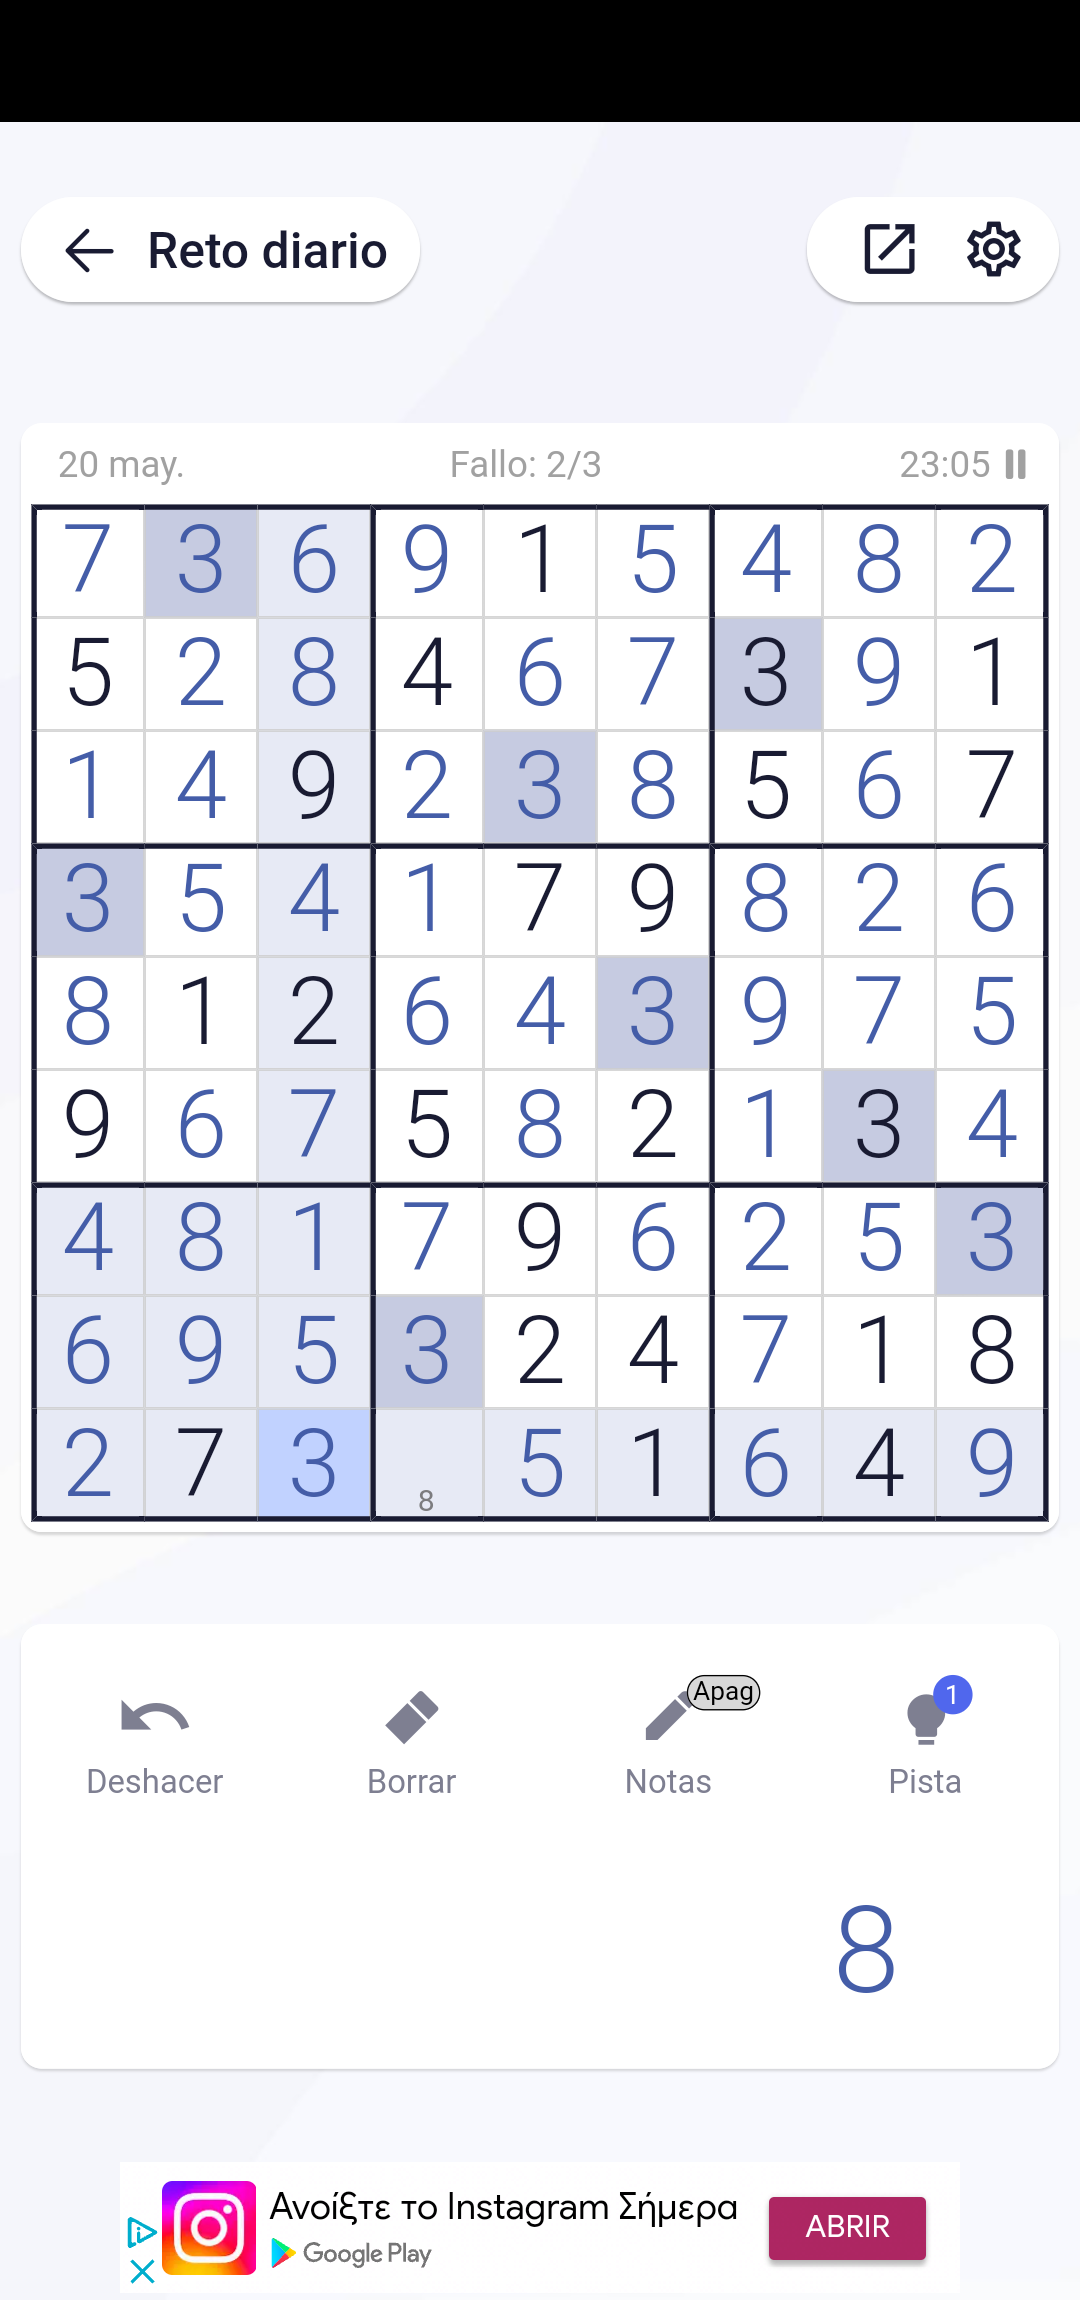 Reto diario
20 may. Fallo: 2/3 23:05
7 3 6 9 1 5 4 8 2
5 2 8 4 6 7 3 9 1
1 4 9 2 3 8 5 6 7
3 5 4 1 7 9 8 2 6
8 1 2 6 4 3 9 7 5
9 6 7 5 8 2 1 3 4
4 8 1 7 9 6 2 5 3
6 9 5 3 2 4 7 1 8
2 7 3 8 5 1 6 4 9
Apag 1
Deshacer Borrar Notas Pista
8
Ανοίξτε το Instagram Σήμερα
Google Play
ABRIR